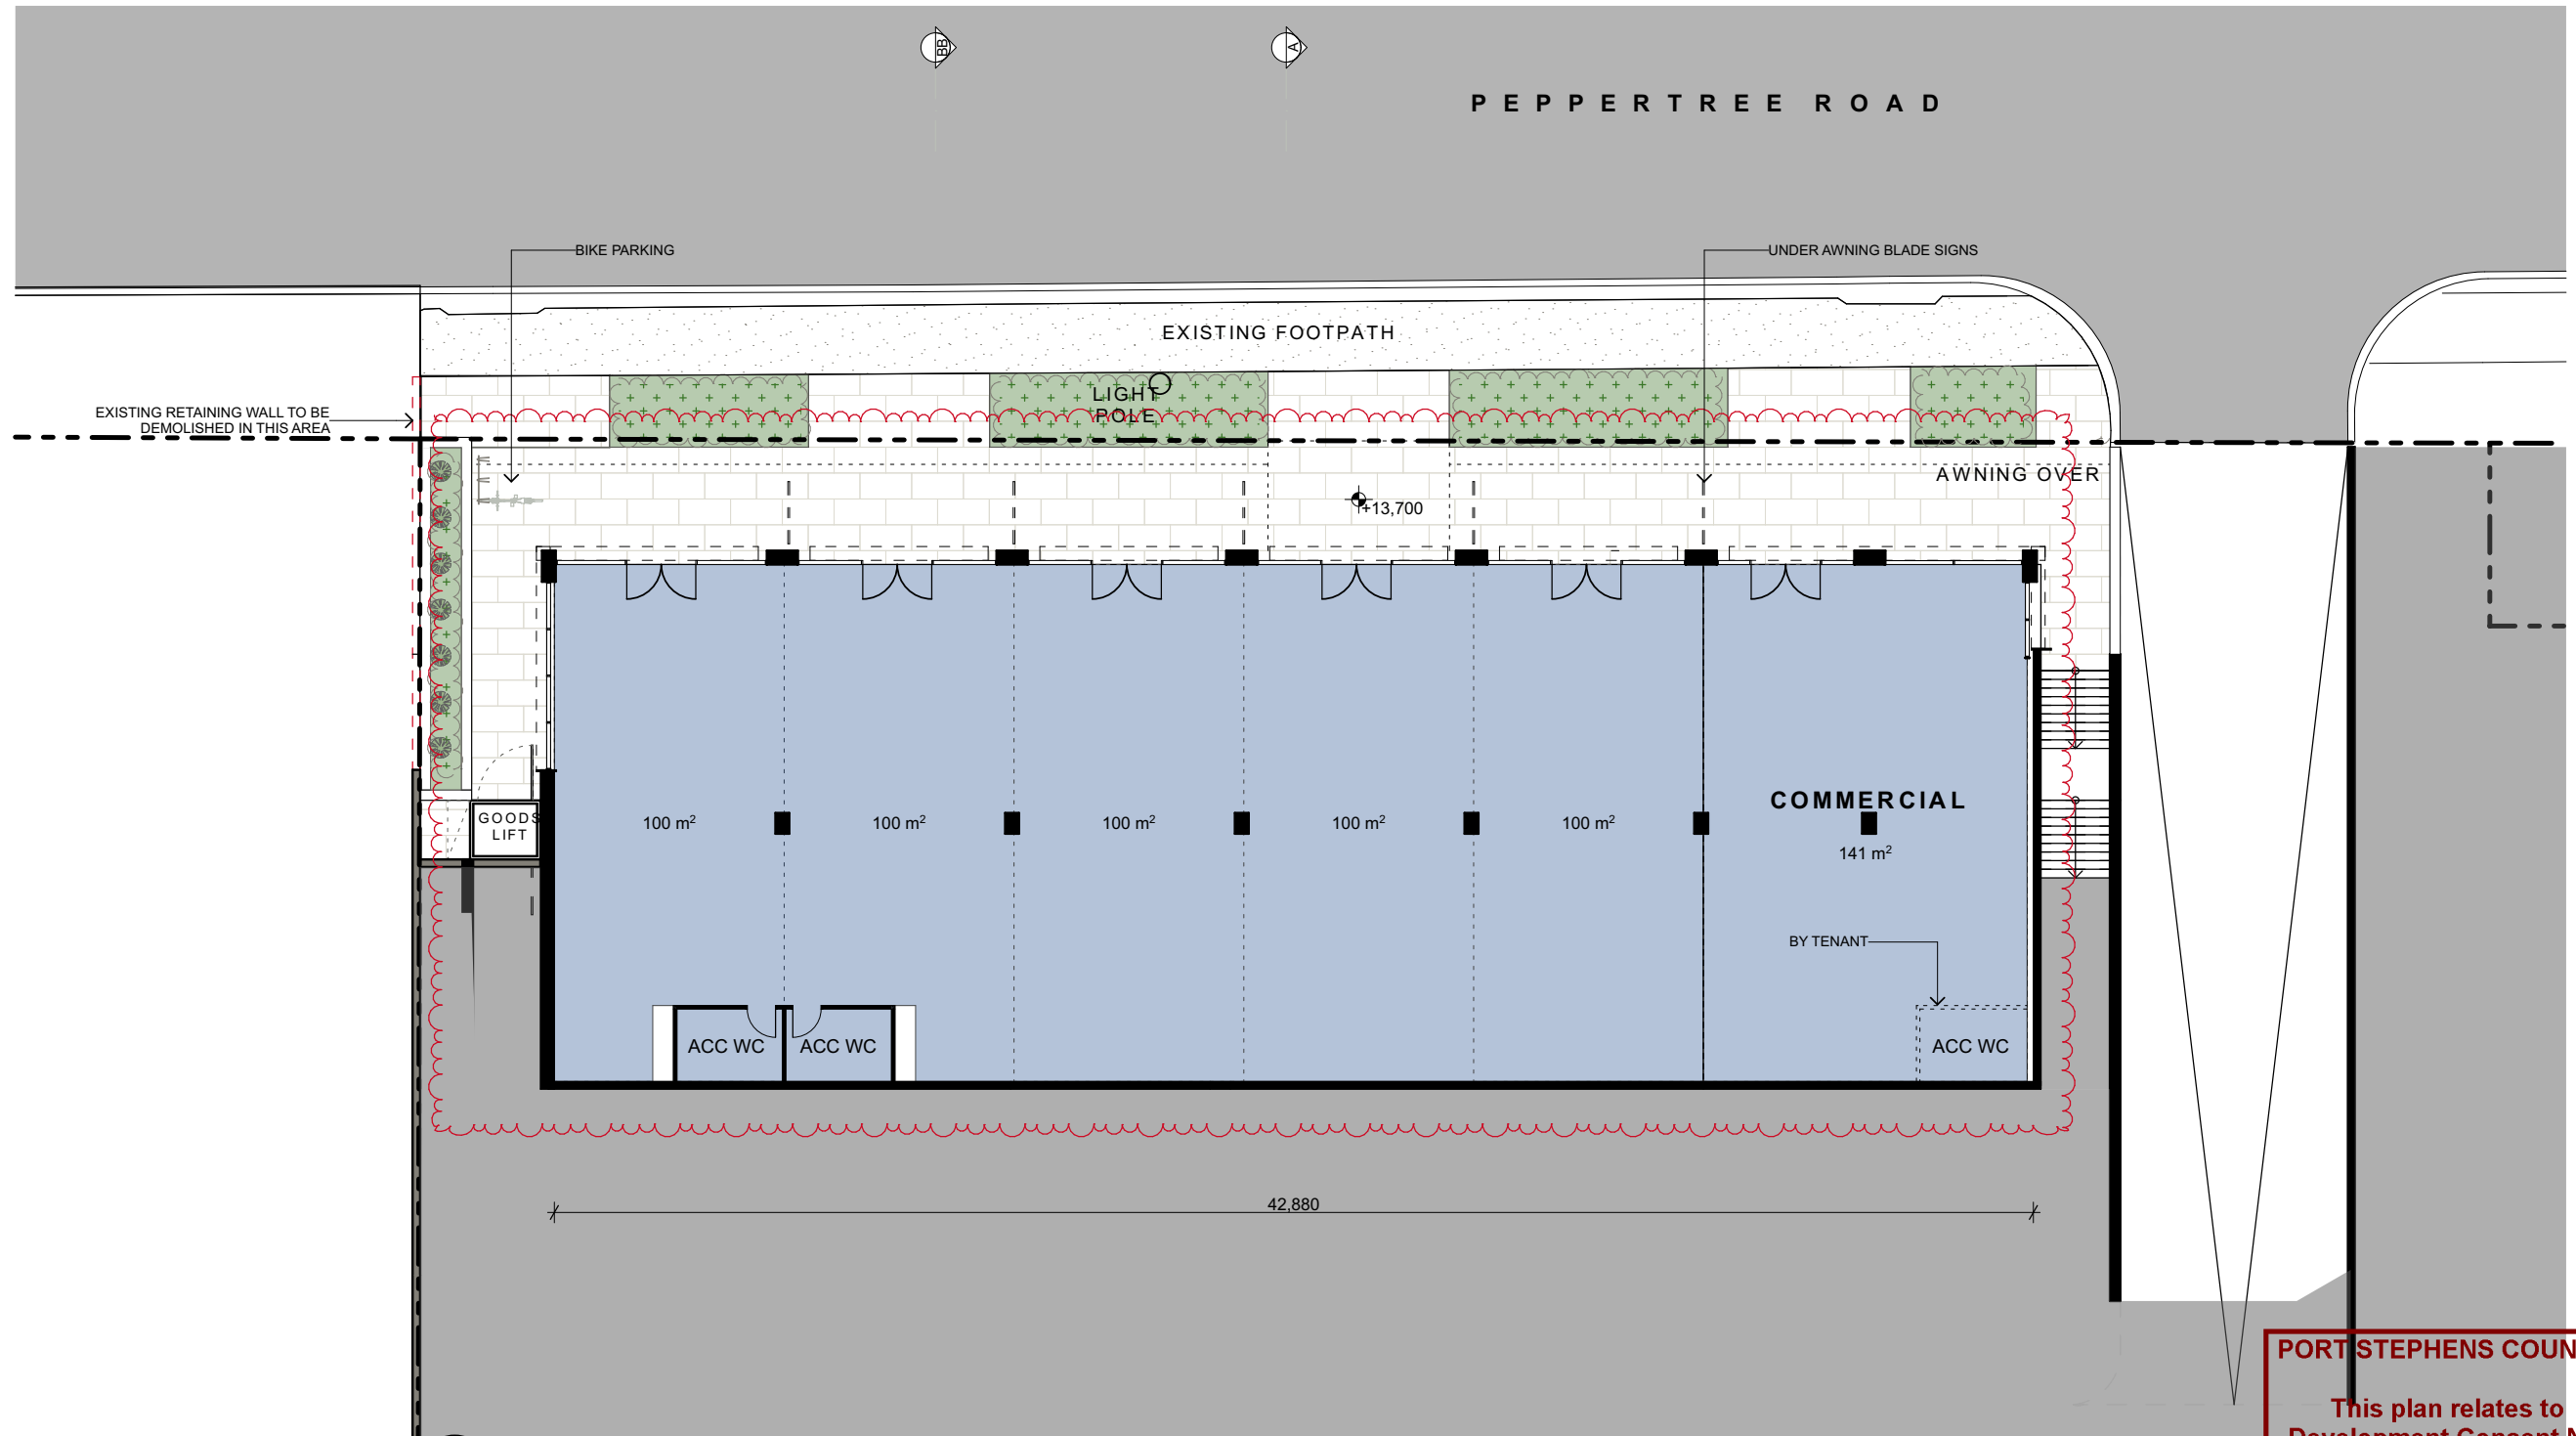 BB
A
PEPPERTREE ROAD
BIKE PARKING
UNDER AWNING BLADE SIGNS
EXISTING FOOTPATH
LIGHT
POLE
EXISTING RETAINING WALL TO BE
DEMOLISHED IN THIS AREA
AWNING OVER
+13,700
GOODS
LIFT
100 m²
100 m²
100 m²
100 m²
100 m²
COMMERCIAL
141 m²
BY TENANT
ACC WC
ACC WC
ACC WC
42,880
PORT STEPHENS COUN
This plan relates to
Development Consent N